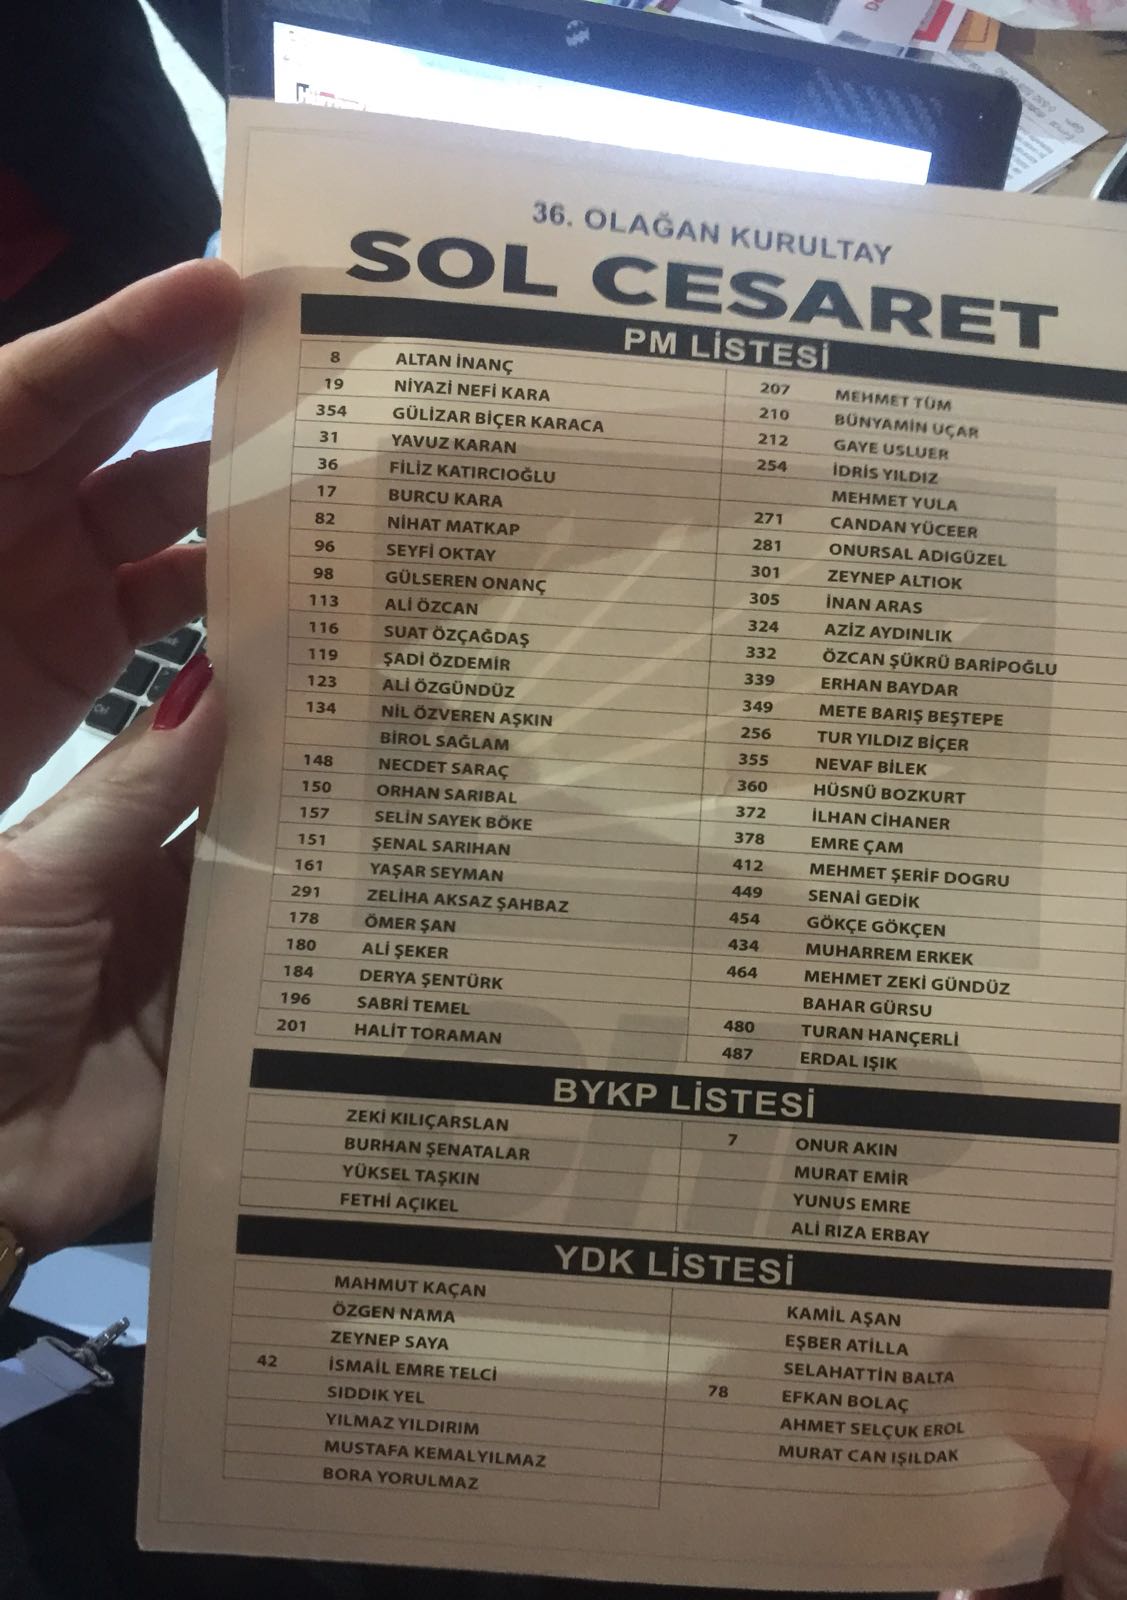 36. OLAĞAN KURULTAY
SOL CESARET
PM LİSTESİ
8 ALTAN İNANÇ
19 NİYAZİ NEFİ KARA
354 GÜLİZAR BİÇER KARACA
31 YAVUZ KARAN
36 FİLİZ KATIRCIOĞLU
17 BURCU KARA
82 NİHAT MATKAP
96 SEYFİ OKTAY
98 GÜLSEREN ONANÇ
113 ALİ ÖZCAN
116 SUAT ÖZÇAĞDAŞ
119 ŞADİ ÖZDEMİR
123 ALİ ÖZGÜNDÜZ
134 NİL ÖZVEREN AŞKIN
BİROL SAĞLAM
148 NECDET SARAÇ
150 ORHAN SARIBAL
157 SELİN SAYEK BÖKE
151 ŞENAL SARIHAN
161 YAŞAR SEYMAN
291 ZELİHA AKSAZ ŞAHBAZ
178 ÖMER ŞAN
180 ALİ ŞEKER
184 DERYA ŞENTÜRK
196 SABRİ TEMEL
201 HALİT TORAMAN
207 MEHMET TÜM
210 BÜNYAMİN UÇAR
212 GAYE USLUER
254 İDRİS YILDIZ
MEHMET YULA
271 CANDAN YÜCEER
281 ONURSAL ADIGÜZEL
301 ZEYNEP ALTIOK
305 İNAN ARAS
324 AZİZ AYDINLIK
332 ÖZCAN ŞÜKRÜ BARİPOĞLU
339 ERHAN BAYDAR
349 METE BARIŞ BEŞTEPE
256 TUR YILDIZ BİÇER
355 NEVAF BİLEK
360 HÜSNÜ BOZKURT
372 İLHAN CİHANER
378 EMRE ÇAM
412 MEHMET ŞERİF DOGRU
449 SENAİ GEDİK
454 GÖKÇE GÖKÇEN
434 MUHARREM ERKEK
464 MEHMET ZEKİ GÜNDÜZ
BAHAR GÜRSU
480 TURAN HANÇERLİ
487 ERDAL IŞIK
BYKP LİSTESİ
ZEKİ KILIÇARSLAN
BURHAN ŞENATALAR
YÜKSEL TAŞKIN
FETHİ AÇIKEL
7 ONUR AKIN
MURAT EMİR
YUNUS EMRE
ALİ RIZA ERBAY
YDK LİSTESİ
MAHMUT KAÇAN
ÖZGEN NAMA
ZEYNEP SAYA
42 İSMAİL EMRE TELCİ
SIDDIK YEL
YILMAZ YILDIRIM
MUSTAFA KEMALYILMAZ
BORA YORULMAZ
KAMİL AŞAN
EŞBER ATİLLA
SELAHATTİN BALTA
78 EFKAN BOLAÇ
AHMET SELÇUK EROL
MURAT CAN IŞILDAK